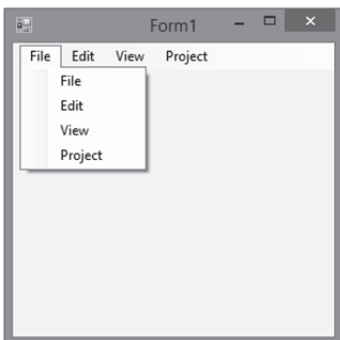 Form1
File Edit View Project
File
Edit
View
Project